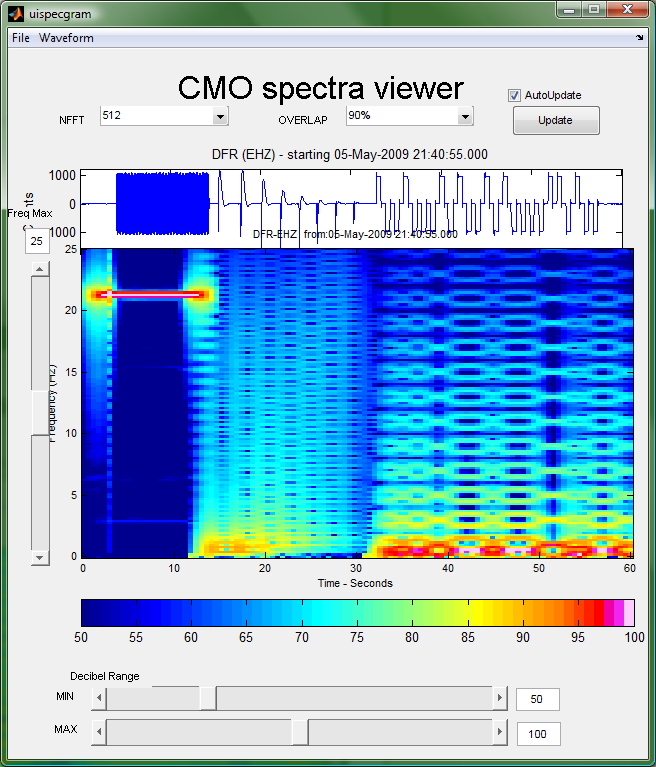 uispecgram
File Waveform
CMO spectra viewer
AutoUpdate
NFFT 512 OVERLAP 90% Update
DFR (EHZ) - starting 05-May-2009 21:40:55.000
1000
0
1000
Freq Max
25
DFR-EHZ from:05-May-2009 21:40:55.000
25
20
15
10
5
0
Frequency (Hz)
0 10 20 30 40 50 60
Time - Seconds
50 55 60 65 70 75 80 85 90 95 100
Decibel Range
MIN 50
MAX 100